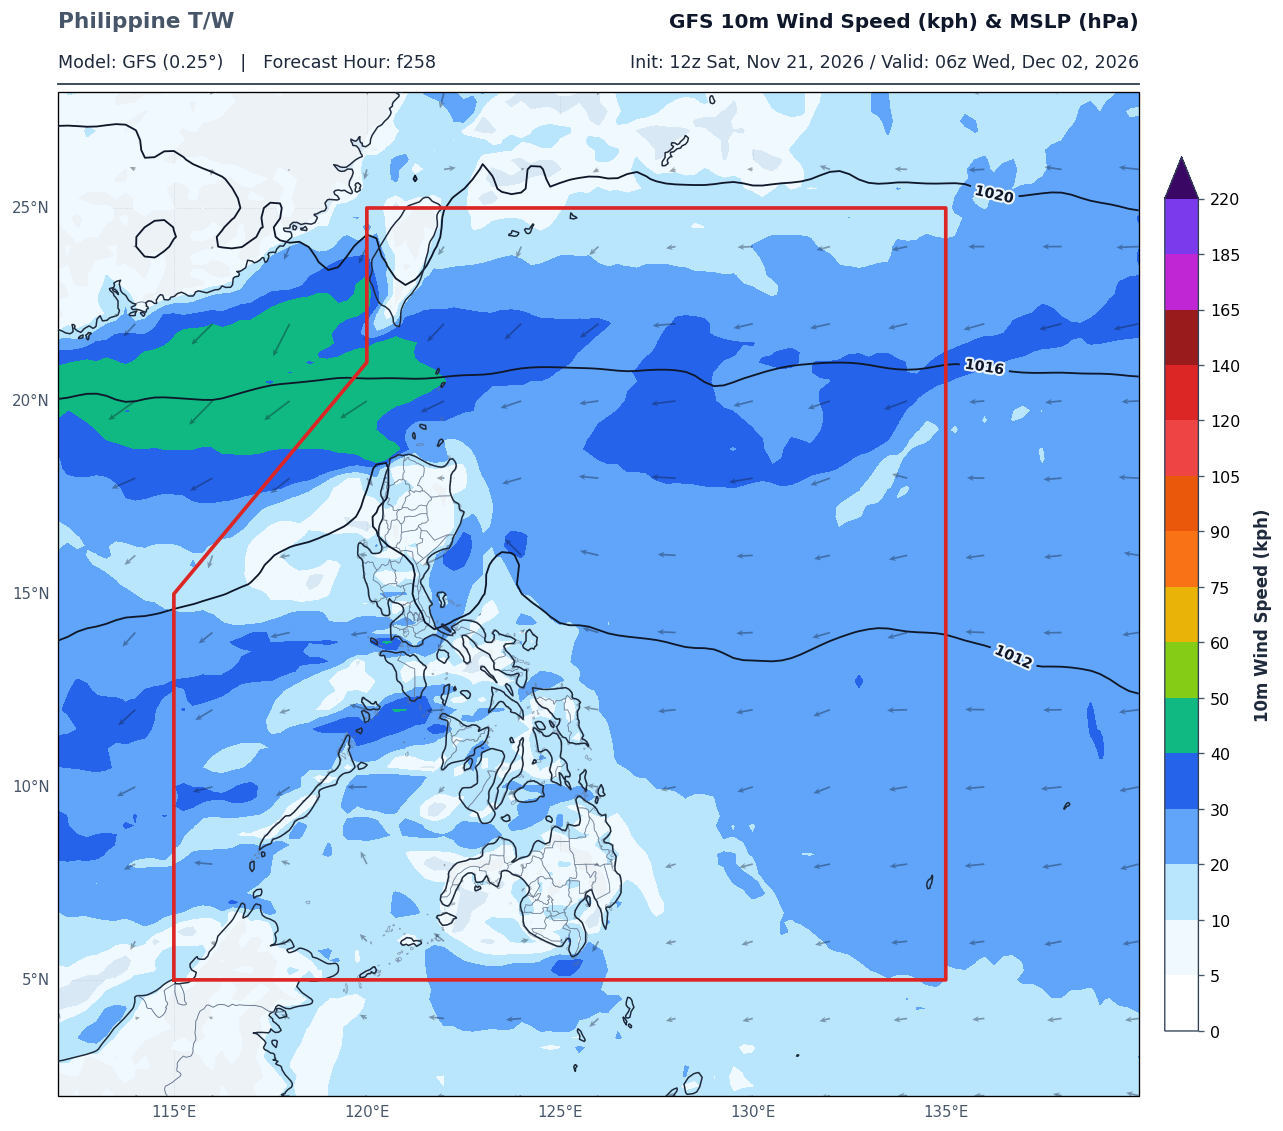 Philippine T/W
GFS 10m Wind Speed (kph) & MSLP (hPa)
Model: GFS (0.25°)   |   Forecast Hour: f258
Init: 12z Sat, Nov 21, 2026 / Valid: 06z Wed, Dec 02, 2026
25°N
20°N
15°N
10°N
5°N
115°E
120°E
125°E
130°E
135°E
1020
1016
1012
220
185
165
140
120
105
90
75
60
50
40
30
20
10
5
0
10m Wind Speed (kph)